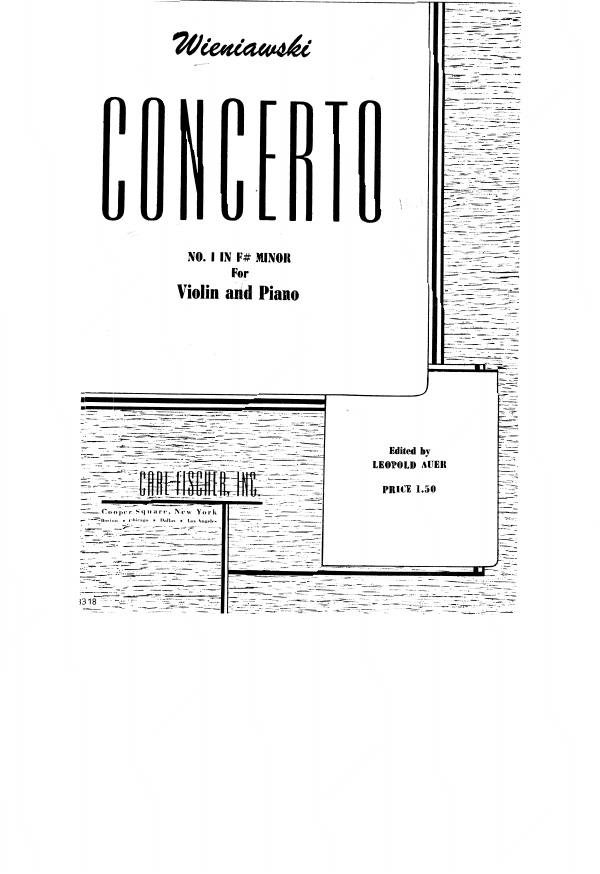 Wieniawski
CONCERTO
NO. 1 IN F# MINOR
For
Violin and Piano
Edited by
LEOPOLD AUER
PRICE 1.50
CARL FISCHER, INC.
Cooper Square, New York
Boston • Chicago • Dallas • Los Angeles